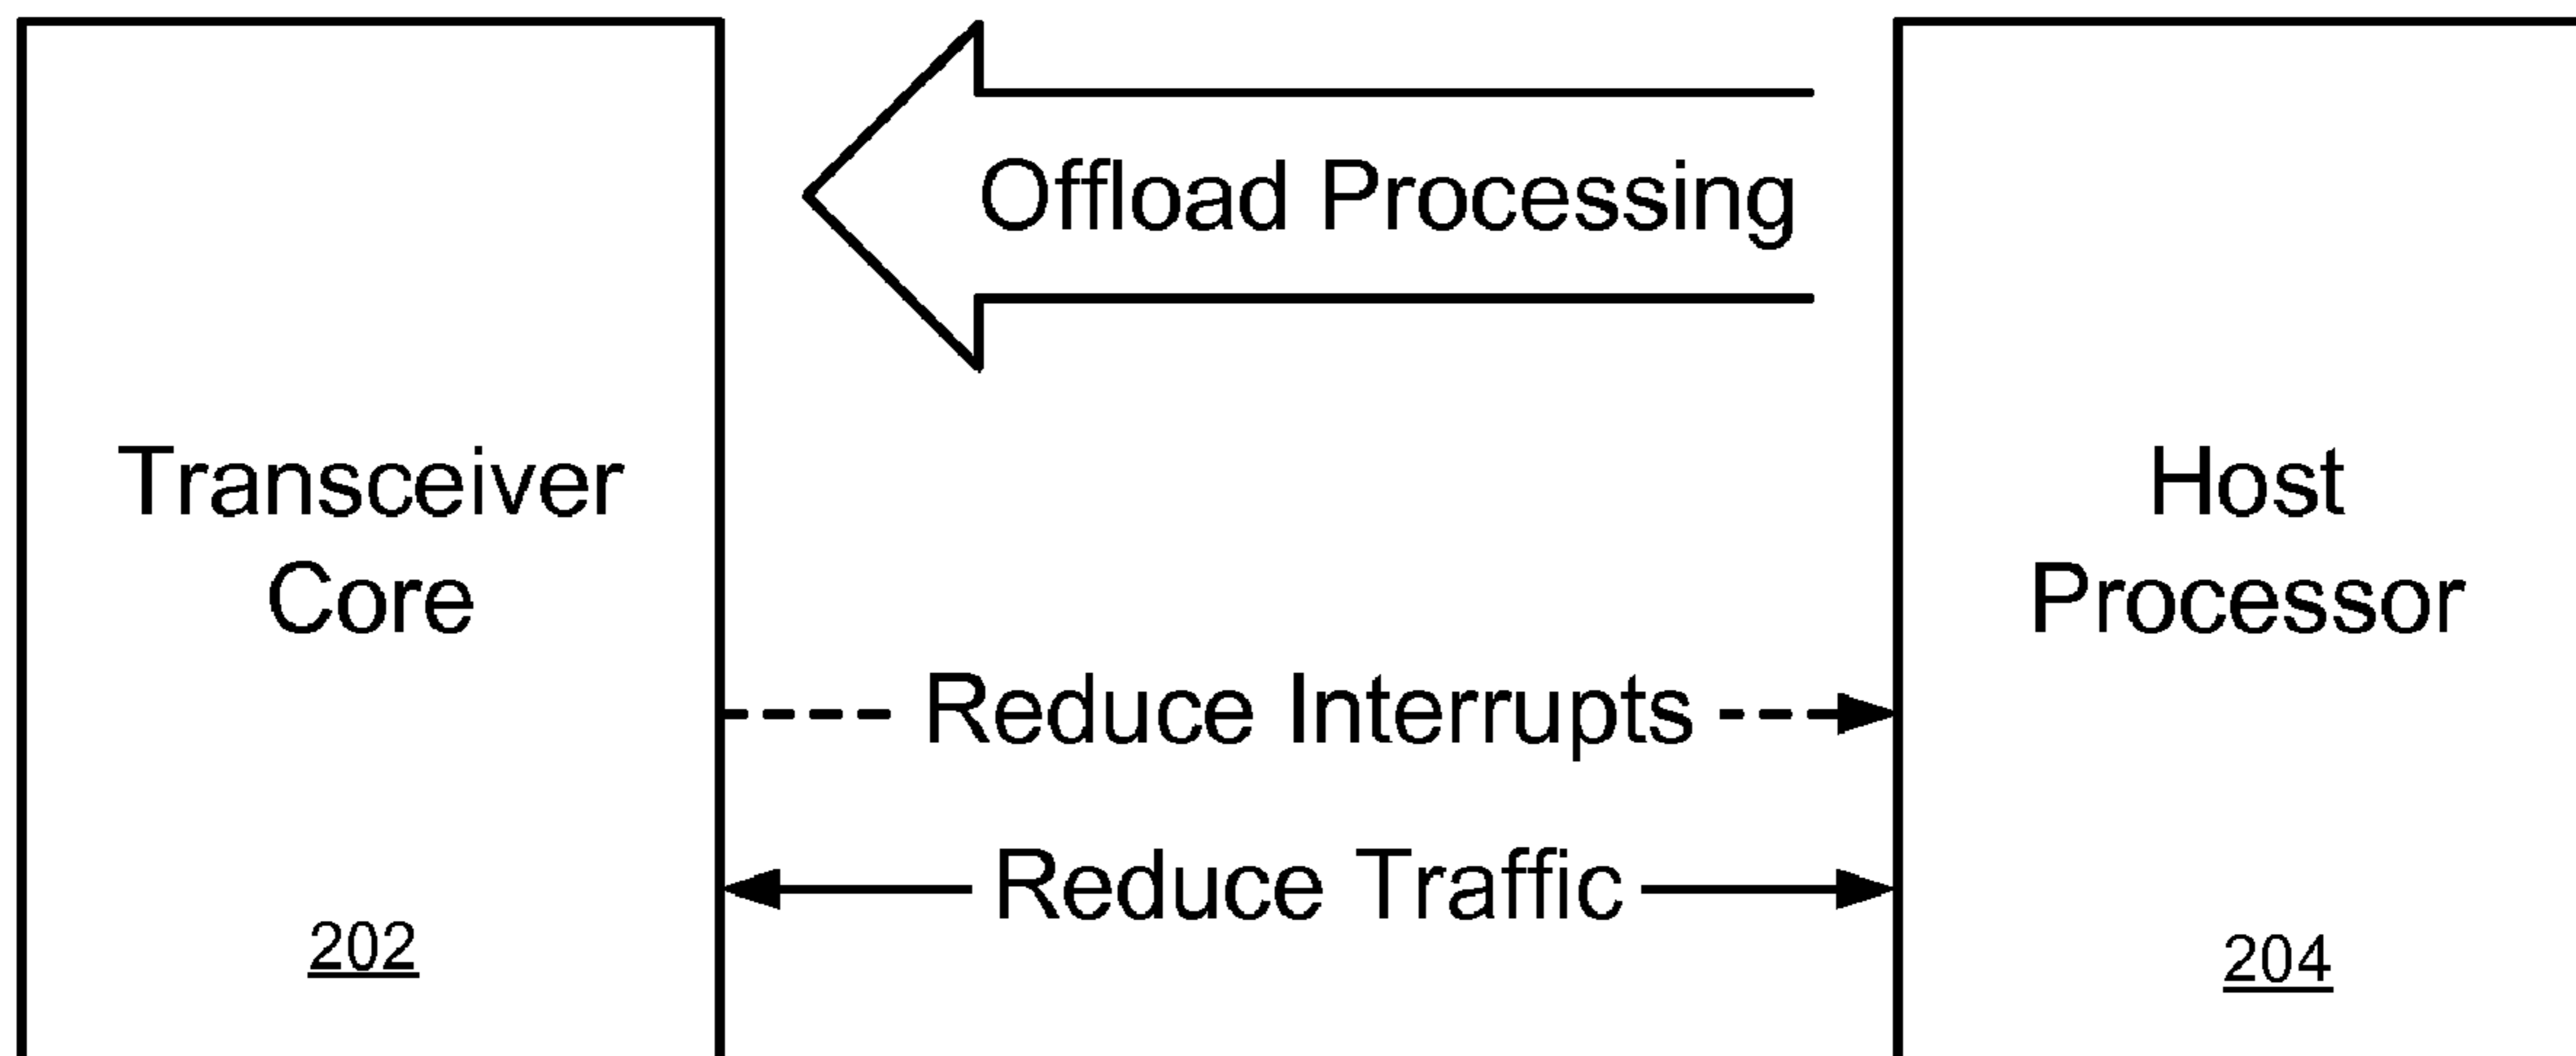 Offload Processing
Transceiver
Core
Host
Processor
Reduce Interrupts
Reduce Traffic
202
204